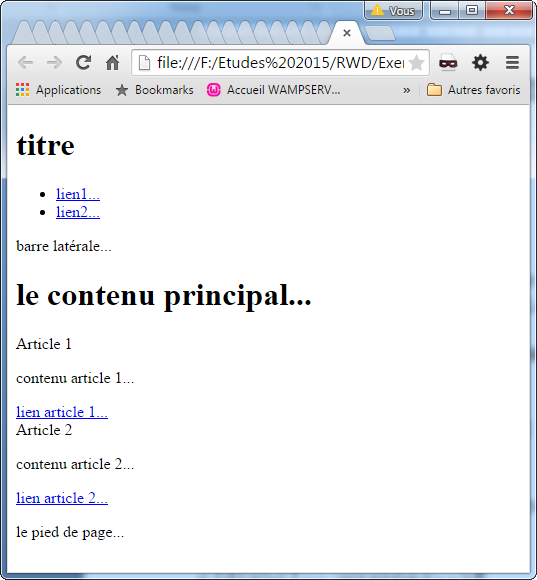 Vous
file:///F:/Etudes%202015/RWD/Exer
Applications
Bookmarks
Accueil WAMPSERV...
»
Autres favoris
titre
lien1...
lien2...
barre latérale...
le contenu principal...
Article 1
contenu article 1...
lien article 1...
Article 2
contenu article 2...
lien article 2...
le pied de page...